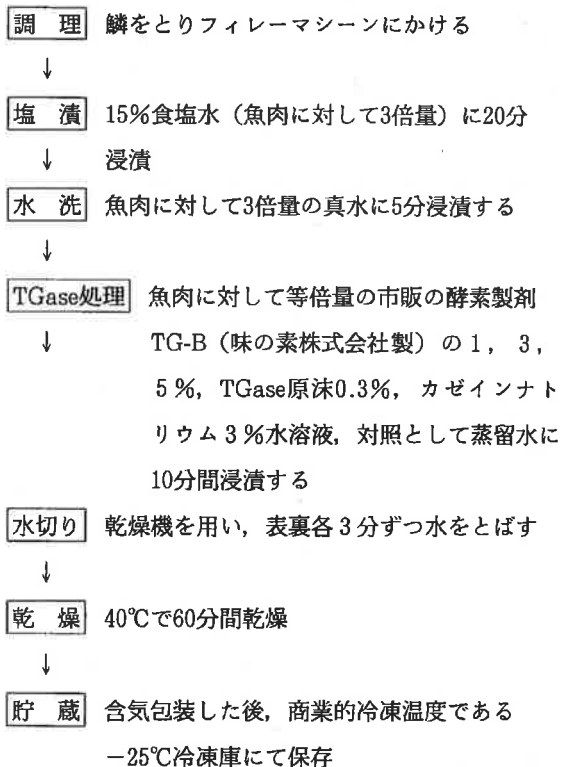 調　理　鱗をとりフィレーマシーンにかける
↓
塩　漬　15％食塩水（魚肉に対して3倍量）に20分
↓　浸漬
水　洗　魚肉に対して3倍量の真水に5分浸漬する
↓
TGase処理　魚肉に対して等倍量の市販の酵素製剤
↓　TG-B（味の素株式会社製）の1，3，
5％，TGase原沫0.3％，カゼインナト
リウム3％水溶液，対照として蒸留水に
10分間浸漬する
水切り　乾燥機を用い，表裏各3分ずつ水をとばす
↓
乾　燥　40℃で60分間乾燥
↓
貯　蔵　含気包装した後，商業的冷凍温度である
－25℃冷凍庫にて保存